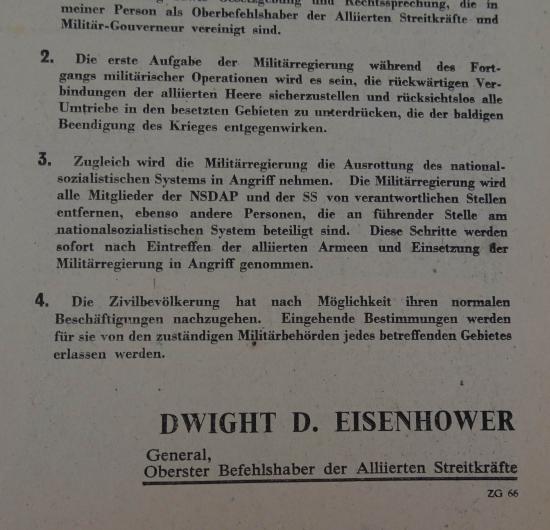 und Rechtssprechung, die in
meiner Person als Oberbefehlshaber der Alliierten Streitkräfte und
Militär-Gouverneur vereinigt sind.
2. Die erste Aufgabe der Militärregierung während des Fort-
gangs militärischer Operationen wird es sein, die rückwärtigen Ver-
bindungen der alliierten Heere sicherzustellen und rücksichtslos alle
Umtriebe in den besetzten Gebieten zu unterdrücken, die der baldigen
Beendigung des Krieges entgegenwirken.
3. Zugleich wird die Militärregierung die Ausrottung des national-
sozialistischen Systems in Angriff nehmen. Die Militärregierung wird
alle Mitglieder der NSDAP und der SS von verantwortlichen Stellen
entfernen, ebenso andere Personen, die an führender Stelle am
nationalsozialistischen System beteiligt sind. Diese Schritte werden
sofort nach Eintreffen der alliierten Armeen und Einsetzung der
Militärregierung in Angriff genommen.
4. Die Zivilbevölkerung hat nach Möglichkeit ihren normalen
Beschäftigungen nachzugehen. Eingehende Bestimmungen werden
für sie von den zuständigen Militärbehörden jedes betreffenden Gebietes
erlassen werden.
DWIGHT D. EISENHOWER
General,
Oberster Befehlshaber der Alliierten Streitkräfte
ZG 66